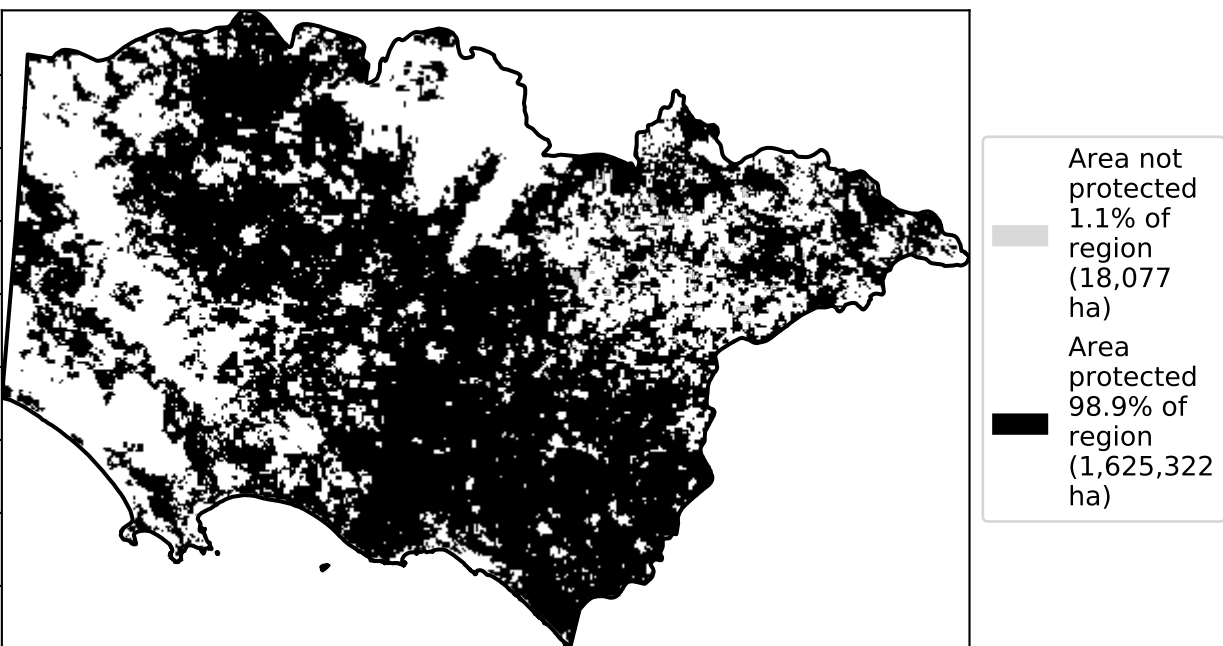 Area not
protected
1.1% of
region
(18,077
ha)
Area
protected
98.9% of
region
(1,625,322
ha)